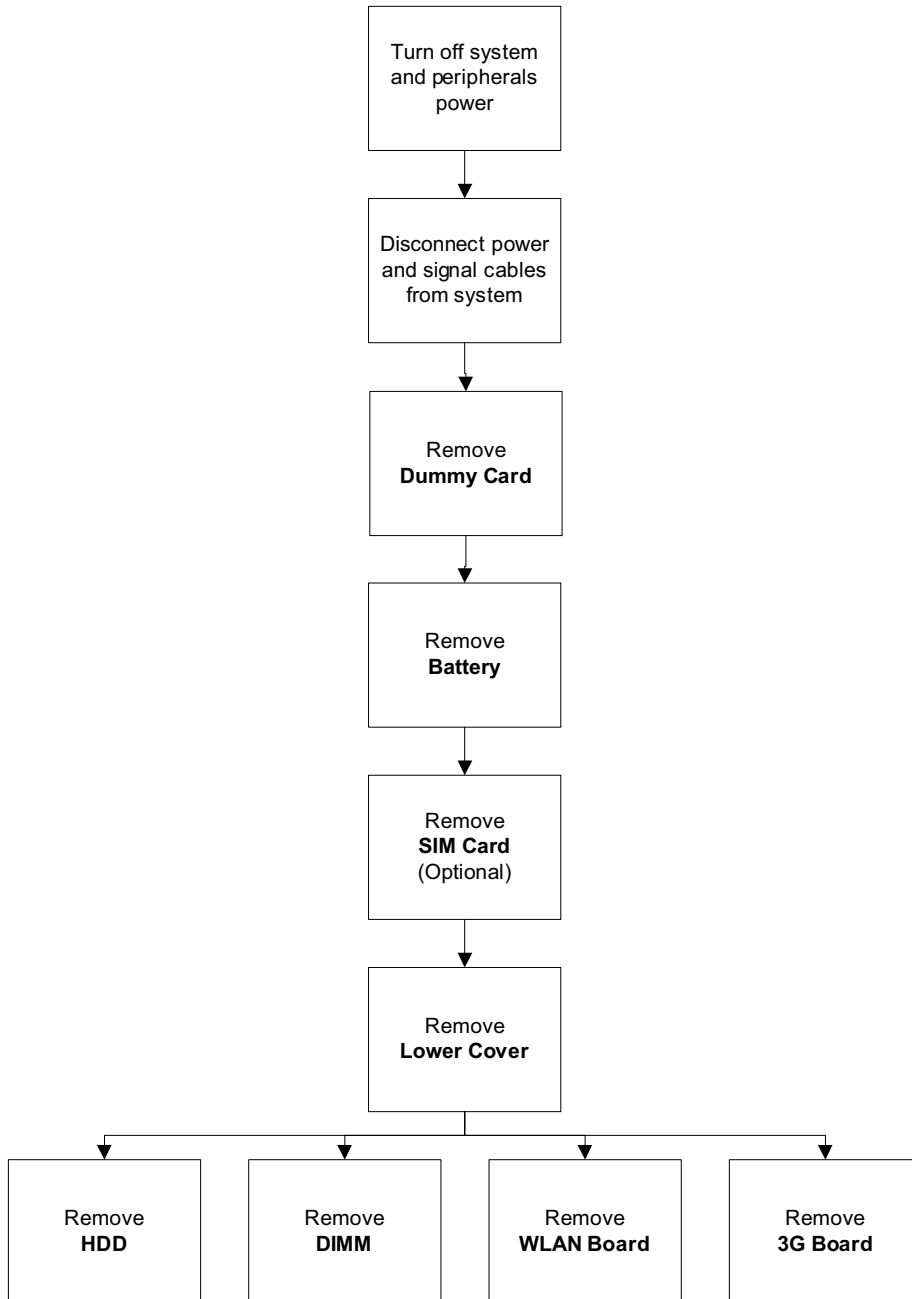 Turn off system
and peripherals
power
Disconnect power
and signal cables
from system
Remove
Dummy Card
Remove
Battery
Remove
SIM Card
(Optional)
Remove
Lower Cover
Remove
HDD
Remove
DIMM
Remove
WLAN Board
Remove
3G Board